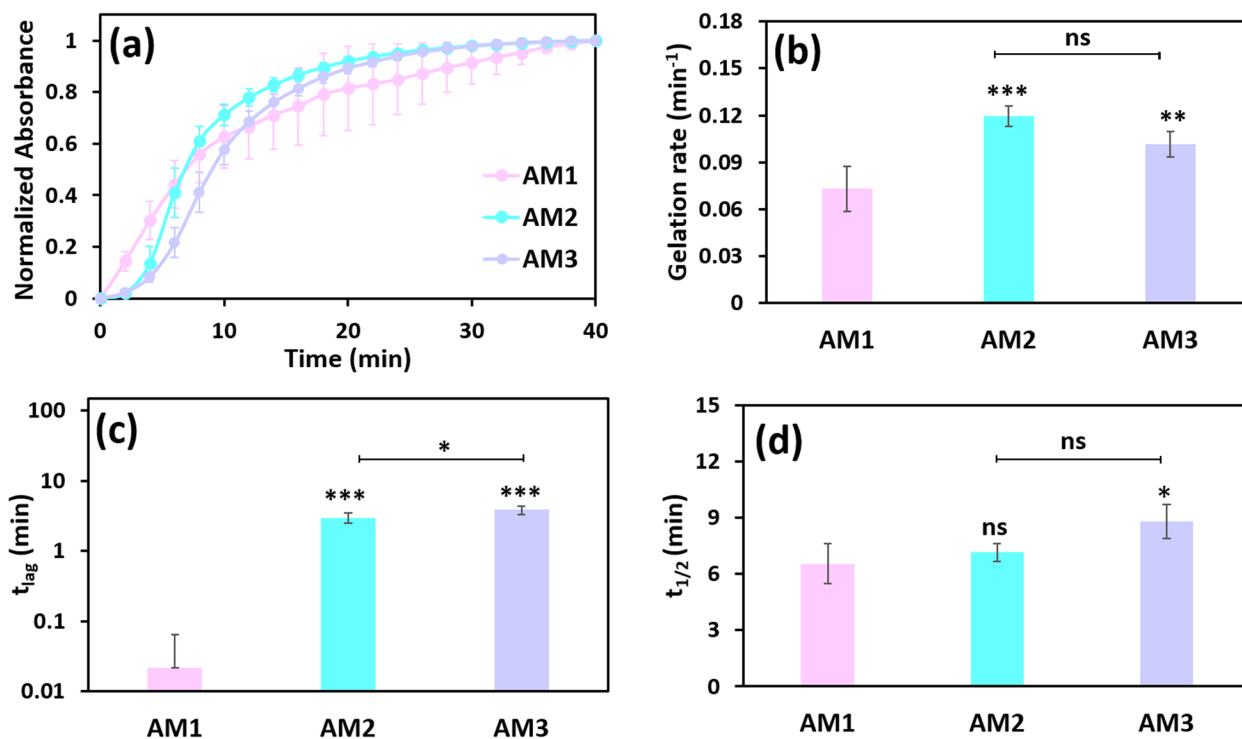 (a)
Normalized Absorbance
1
0.8
0.6
0.4
0.2
0
0 10 20 30 40
Time (min)
AM1
AM2
AM3
(b)
Gelation rate (min⁻¹)
0.18
0.15
0.12
0.09
0.06
0.03
0
ns
***
**
AM1 AM2 AM3
(c)
t_lag (min)
100
10
1
0.1
0.01
*
*** ***
AM1 AM2 AM3
(d)
t_1/2 (min)
15
12
9
6
3
0
ns
*
ns
AM1 AM2 AM3